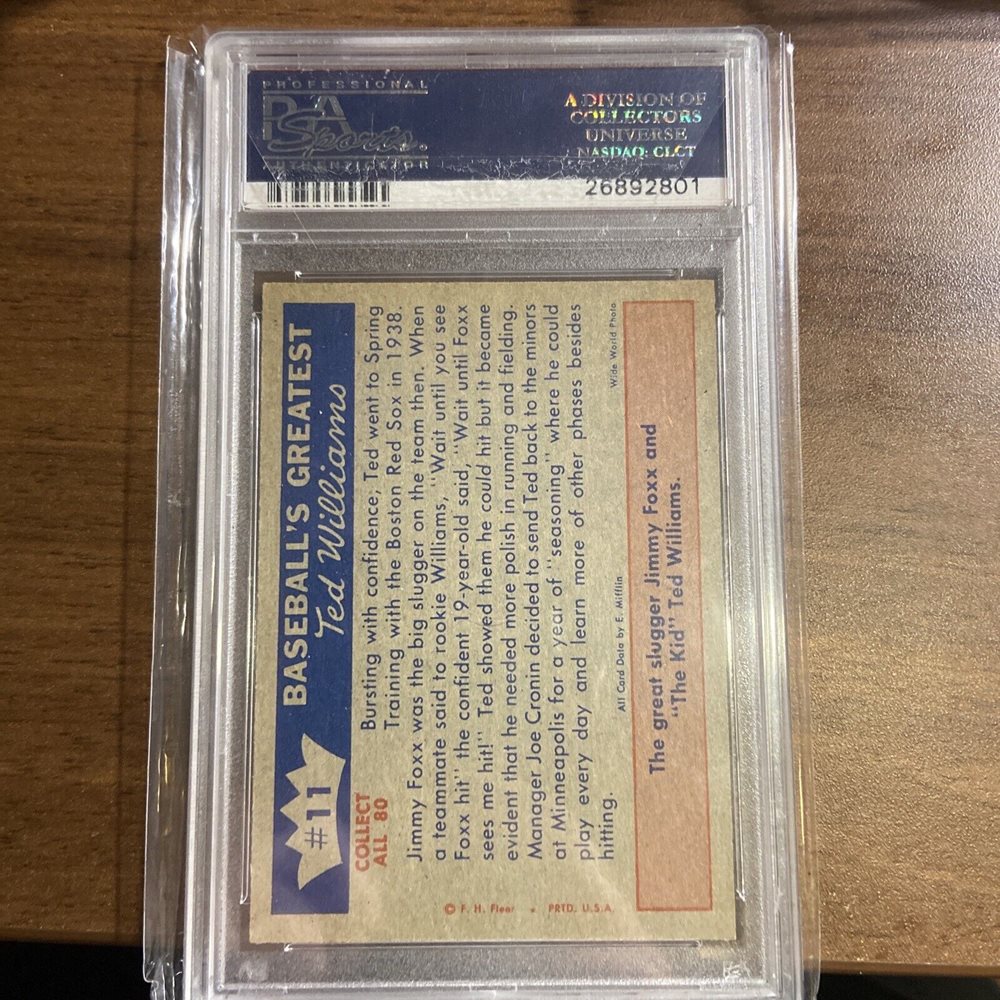 PROFESSIONAL
PSA
Sports.
AUTHENTICATOR
A DIVISION OF
COLLECTORS
UNIVERSE
NASDAQ: CLCT
26892801
#11
BASEBALL'S GREATEST
Ted Williams
COLLECT
ALL 80
Bursting with confidence, Ted went to Spring
Training with the Boston Red Sox in 1938.
Jimmy Foxx was the big slugger on the team then. When
a teammate said to rookie Williams, "Wait until you see
Foxx hit" the confident 19-year-old said, "Wait until Foxx
sees me hit!" Ted showed them he could hit but it became
evident that he needed more polish in running and fielding.
Manager Joe Cronin decided to send Ted back to the minors
at Minneapolis for a year of "seasoning" where he could
play every day and learn more of other phases besides
hitting.
All Card Data by E. Mifflin
Wide World Photo
The great slugger Jimmy Foxx and
"The Kid" Ted Williams.
© F. H. Fleer • PRTD. U.S.A.